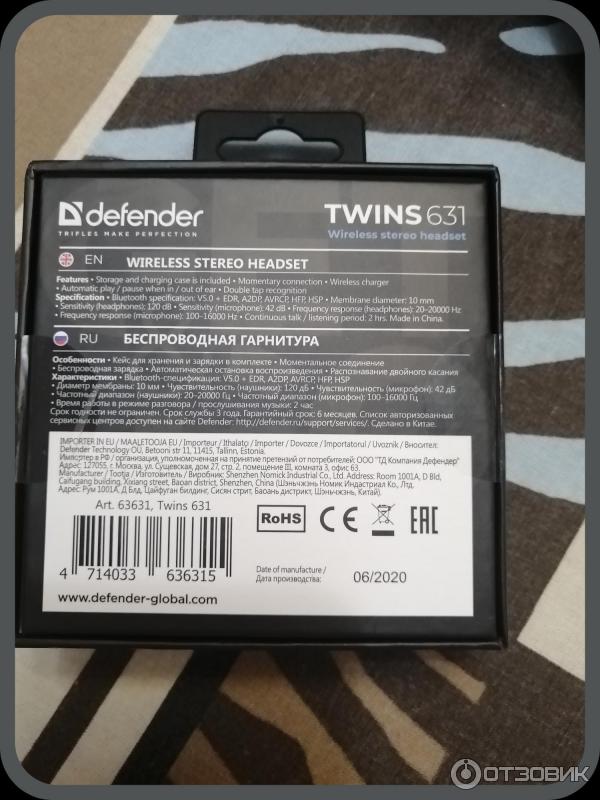 defender
TRIFLES MAKE PERFECTION
TWINS 631
Wireless stereo headset
EN WIRELESS STEREO HEADSET
Features • Storage and charging case is included • Momentary connection • Wireless charger
• Automatic play / pause when in / out of ear • Double tap recognition
Specification • Bluetooth specification: V5.0 + EDR, A2DP, AVRCP, HFP, HSP • Membrane diameter: 10 mm
• Sensitivity (headphones): 120 dB • Sensitivity (microphone): 42 dB • Frequency response (headphones): 20–20000 Hz
• Frequency response (microphone): 100–16000 Hz • Continuous talk / listening period: 2 hrs. Made in China.
RU БЕСПРОВОДНАЯ ГАРНИТУРА
Особенности • Кейс для хранения и зарядки в комплекте • Моментальное соединение
• Беспроводная зарядка • Автоматическая остановка воспроизведения • Распознавание двойного касания
Характеристики • Bluetooth-спецификация: V5.0 + EDR, A2DP, AVRCP, HFP, HSP
• Диаметр мембраны: 10 мм • Чувствительность (наушники): 120 дБ • Чувствительность (микрофон): 42 дБ
• Частотный диапазон (наушники): 20-20000 Гц • Частотный диапазон (микрофон): 100–16000 Гц
• Время работы в режиме разговора / прослушивания музыки: 2 час
Срок годности не ограничен. Срок службы 3 года. Гарантийный срок: 6 месяцев. Список авторизованных
сервисных центров доступен на сайте Defender: http://defender.ru/support/services/. Сделано в Китае.
IMPORTER IN EU / MAALETOOJA EU / Importeur / Ithalatçı / Importer / Dovozce / Importatorul / Uvoznik / Вносител:
Defender Technology OU, Betooni str 11, 11415, Tallinn, Estonia.
Импортер в РФ / организация, уполномоченная на принятие претензий от потребителей: ООО "ТД Компания Дефендер"
Адрес: 127055, г. Москва, ул. Сущевская, дом 27, стр. 2, помещение III, комната 3, офис 63.
Manufacturer / Tootja / Изготовитель / Виробник: Shenzhen Nomick Industrial Co., Ltd. Address: Room 1001A, D Bld,
Caifugang building, Xixiang street, Baoan district, Shenzhen, China (Шэньчжэнь Номик Индастриал Ко., Лтд.
Адрес: Рум 1001А, Д Блд, Цайфуган билдинг, Сисян стрит, Баоань дистрикт, Шэньчжэнь, Китай).
Art. 63631, Twins 631
RoHS CE EAC
4 714033 636315
Date of manufacture /
Дата производства: 06/2020
www.defender-global.com
ОТЗОВИК